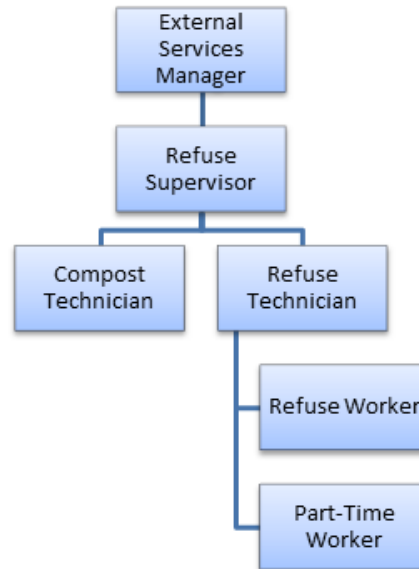 External
Services
Manager
Refuse
Supervisor
Compost
Technician
Refuse
Technician
Refuse Worker
Part-Time
Worker